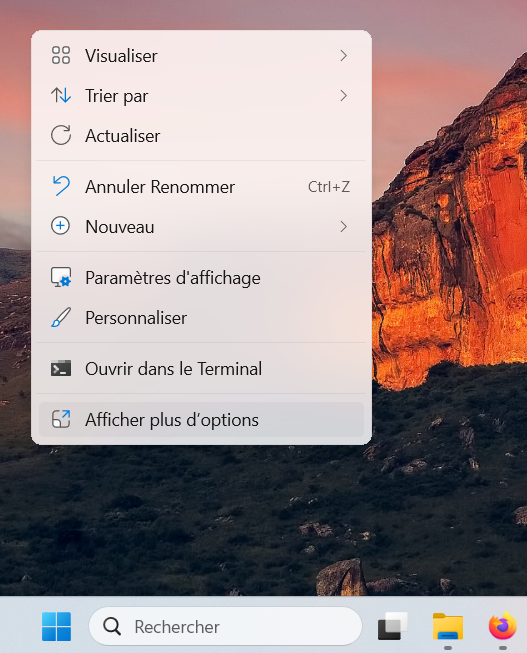 Visualiser
Trier par
Actualiser
Annuler Renommer Ctrl+Z
Nouveau
Paramètres d'affichage
Personnaliser
Ouvrir dans le Terminal
Afficher plus d’options
Rechercher